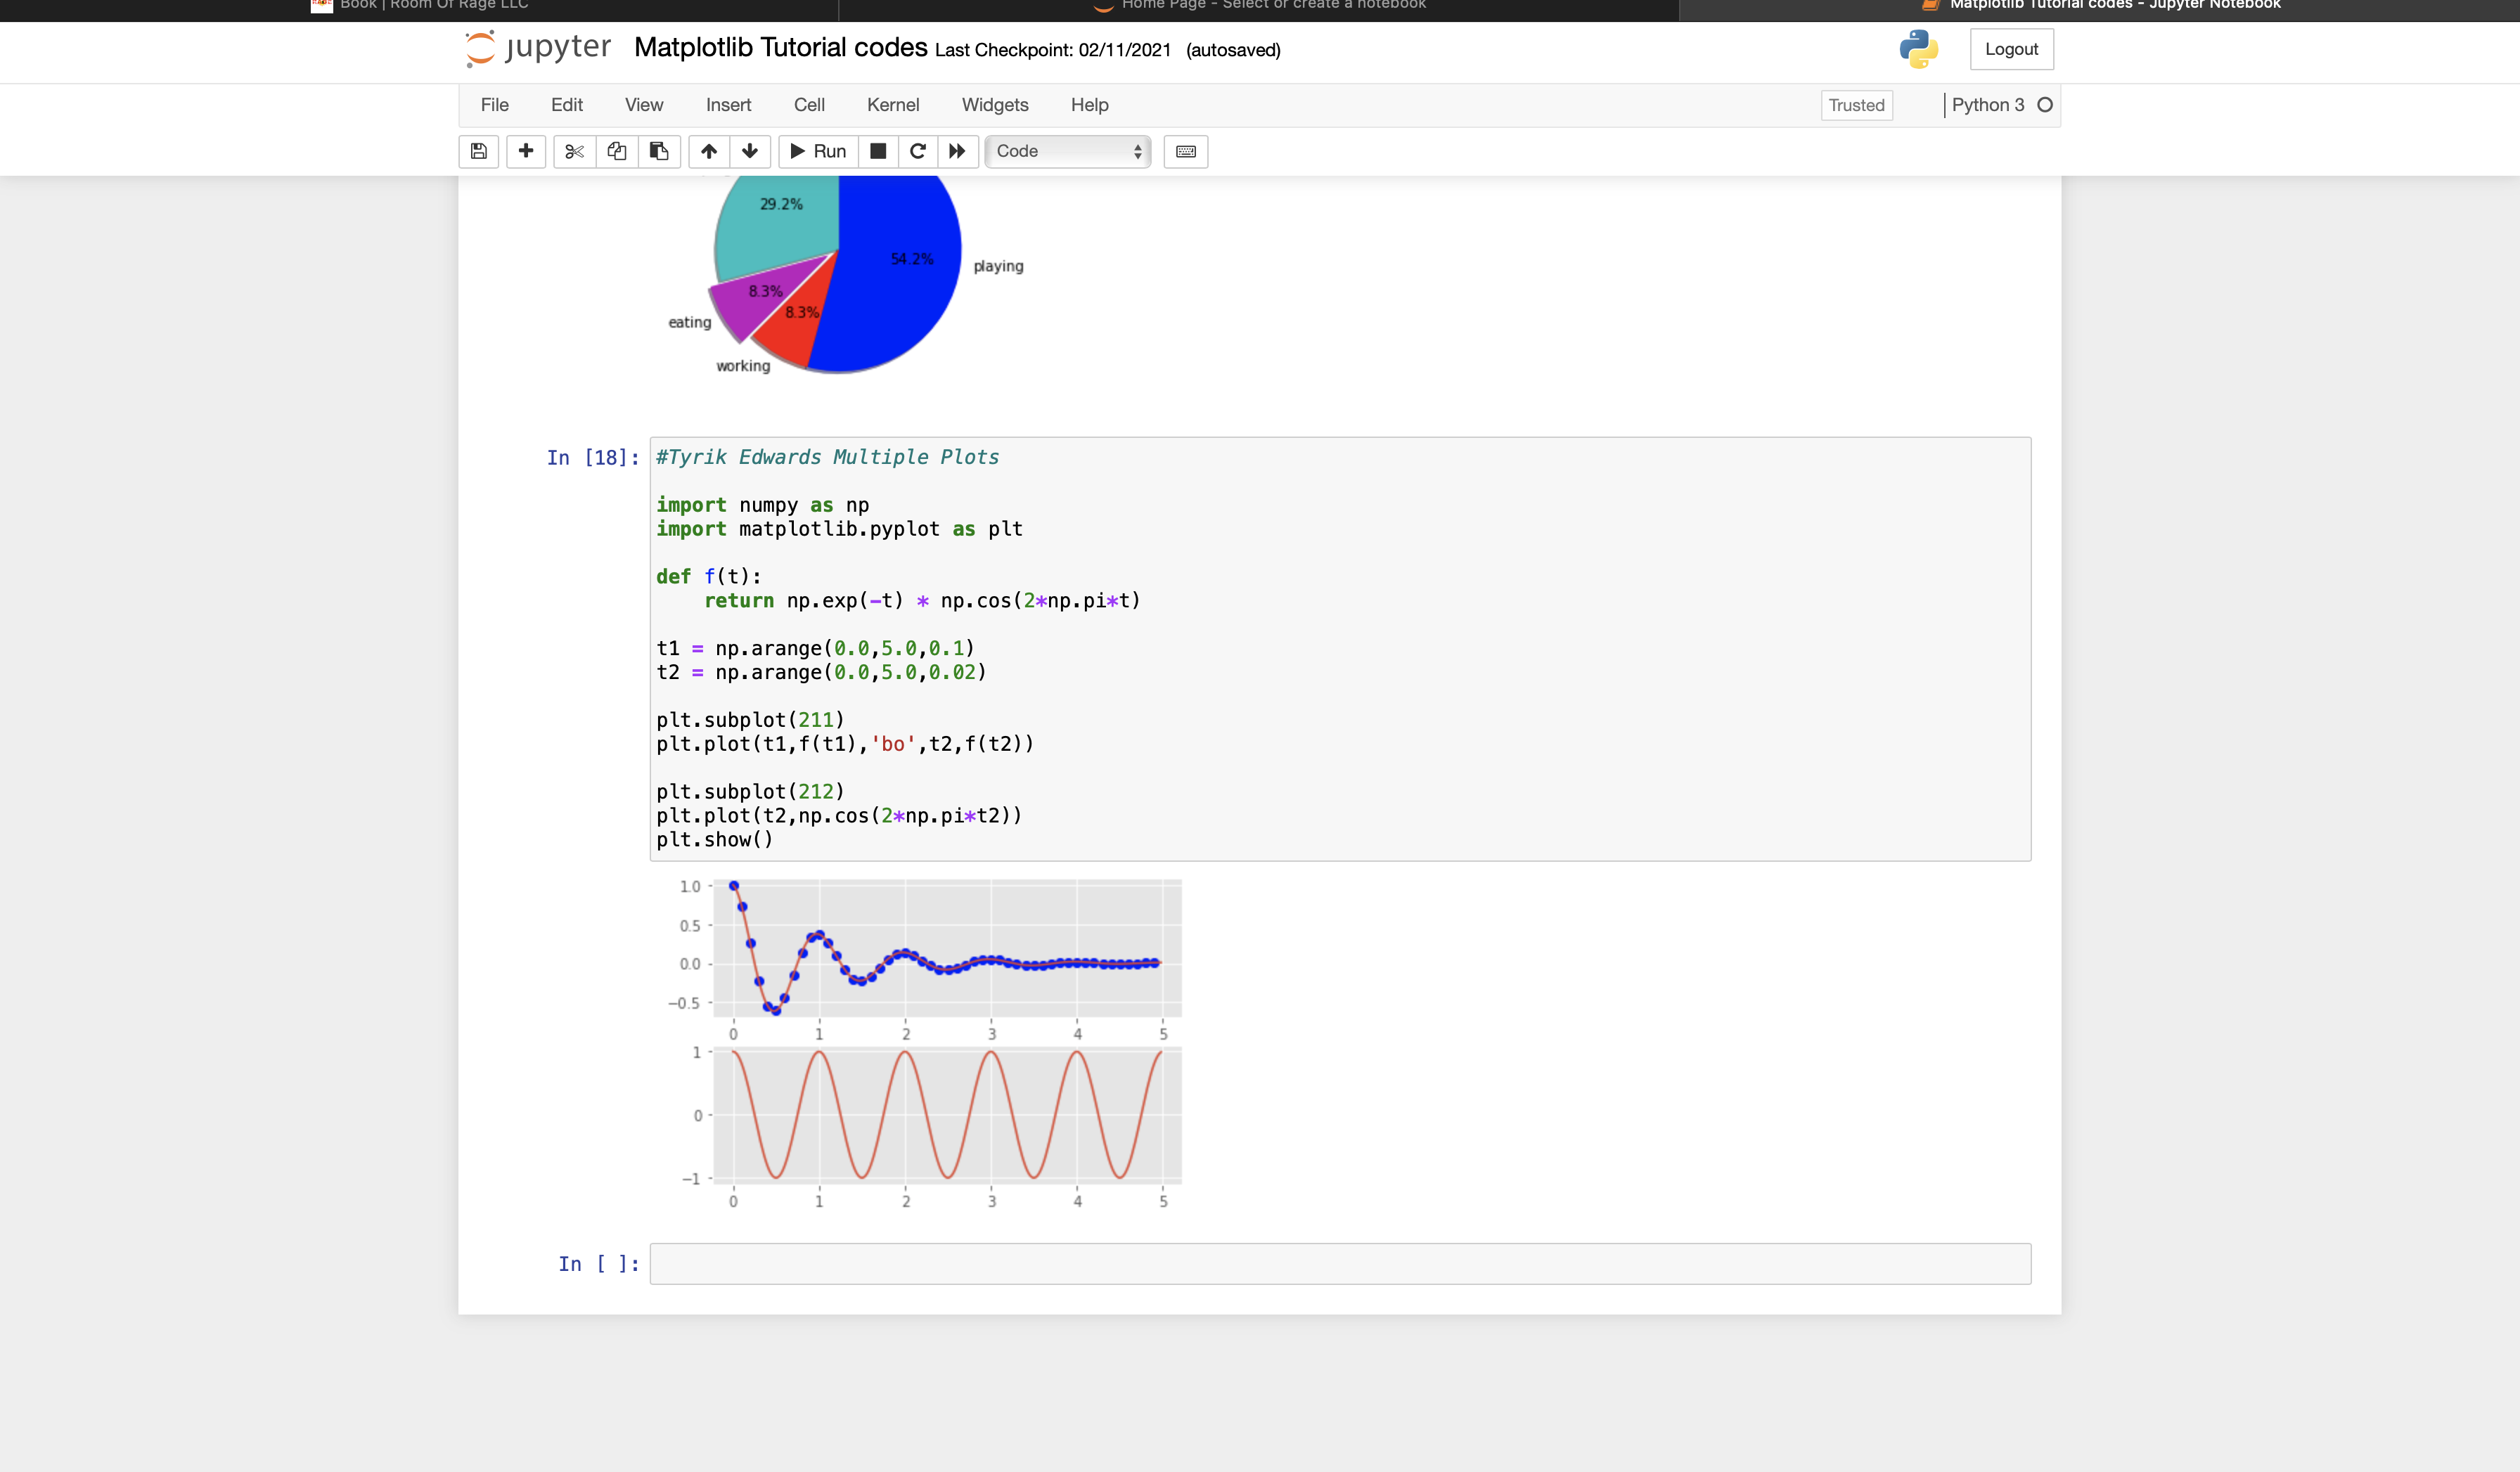 Book | Room Of Rage LLC
Home Page - Select or create a notebook
Matplotlib Tutorial codes - Jupyter Notebook
jupyter Matplotlib Tutorial codes Last Checkpoint: 02/11/2021 (autosaved)
Logout
File Edit View Insert Cell Kernel Widgets Help
Trusted Python 3
Run Code
29.2%
54.2%
playing
8.3%
8.3%
eating
working
In [18]:
#Tyrik Edwards Multiple Plots
import numpy as np
import matplotlib.pyplot as plt
def f(t):
    return np.exp(-t) * np.cos(2*np.pi*t)
t1 = np.arange(0.0,5.0,0.1)
t2 = np.arange(0.0,5.0,0.02)
plt.subplot(211)
plt.plot(t1,f(t1),'bo',t2,f(t2))
plt.subplot(212)
plt.plot(t2,np.cos(2*np.pi*t2))
plt.show()
1.0
0.5
0.0
−0.5
0 1 2 3 4 5
1
0
−1
0 1 2 3 4 5
In [ ]: